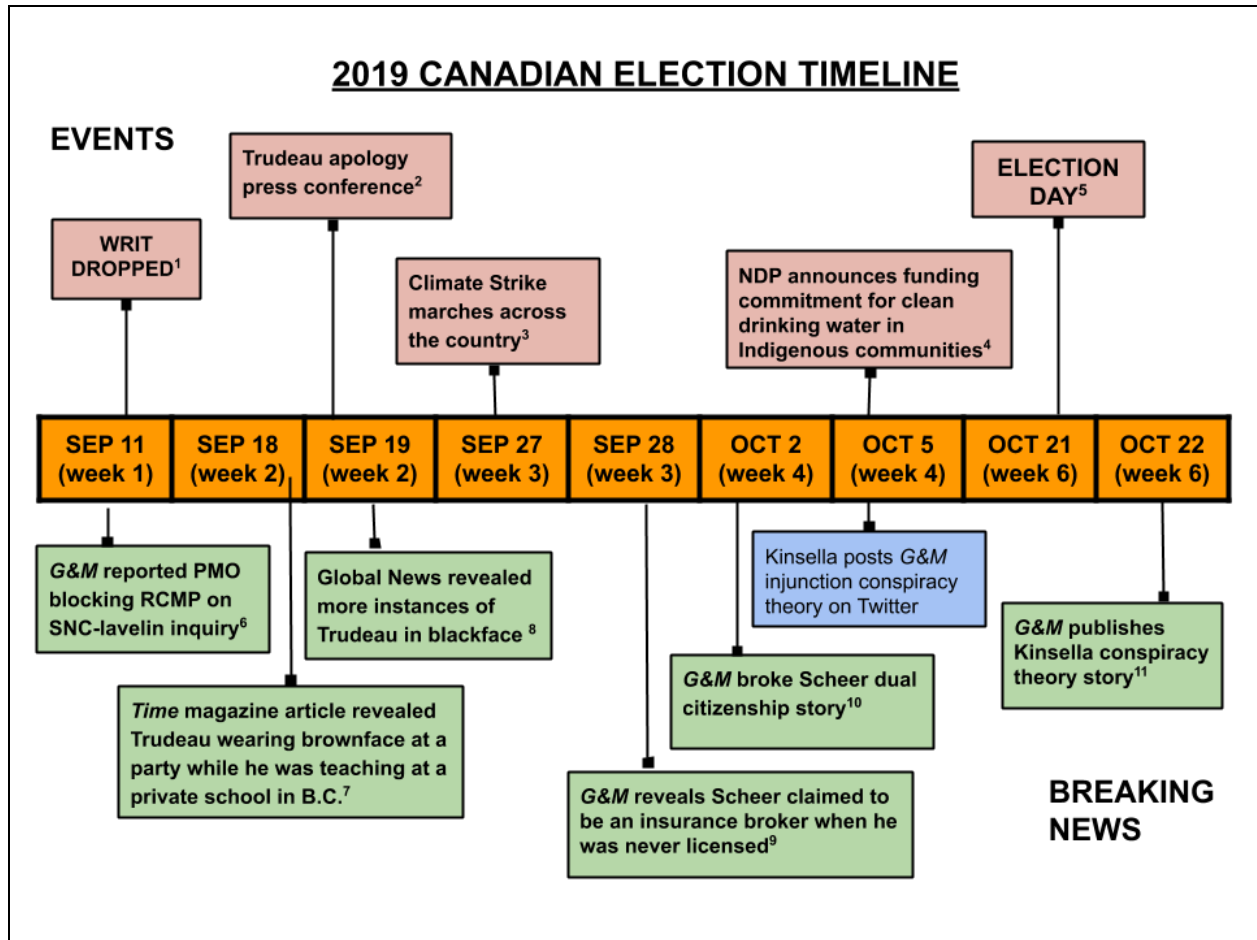 2019 CANADIAN ELECTION TIMELINE
EVENTS
WRIT
DROPPED¹
Trudeau apology
press conference²
Climate Strike
marches across
the country³
NDP announces funding
commitment for clean
drinking water in
Indigenous communities⁴
ELECTION
DAY⁵
SEP 11
(week 1)
SEP 18
(week 2)
SEP 19
(week 2)
SEP 27
(week 3)
SEP 28
(week 3)
OCT 2
(week 4)
OCT 5
(week 4)
OCT 21
(week 6)
OCT 22
(week 6)
G&M reported PMO
blocking RCMP on
SNC-lavelin inquiry⁶
Time magazine article revealed
Trudeau wearing brownface at a
party while he was teaching at a
private school in B.C.⁷
Global News revealed
more instances of
Trudeau in blackface ⁸
G&M reveals Scheer claimed to
be an insurance broker when he
was never licensed⁹
G&M broke Scheer dual
citizenship story¹⁰
Kinsella posts G&M
injunction conspiracy
theory on Twitter
G&M publishes
Kinsella conspiracy
theory story¹¹
BREAKING
NEWS